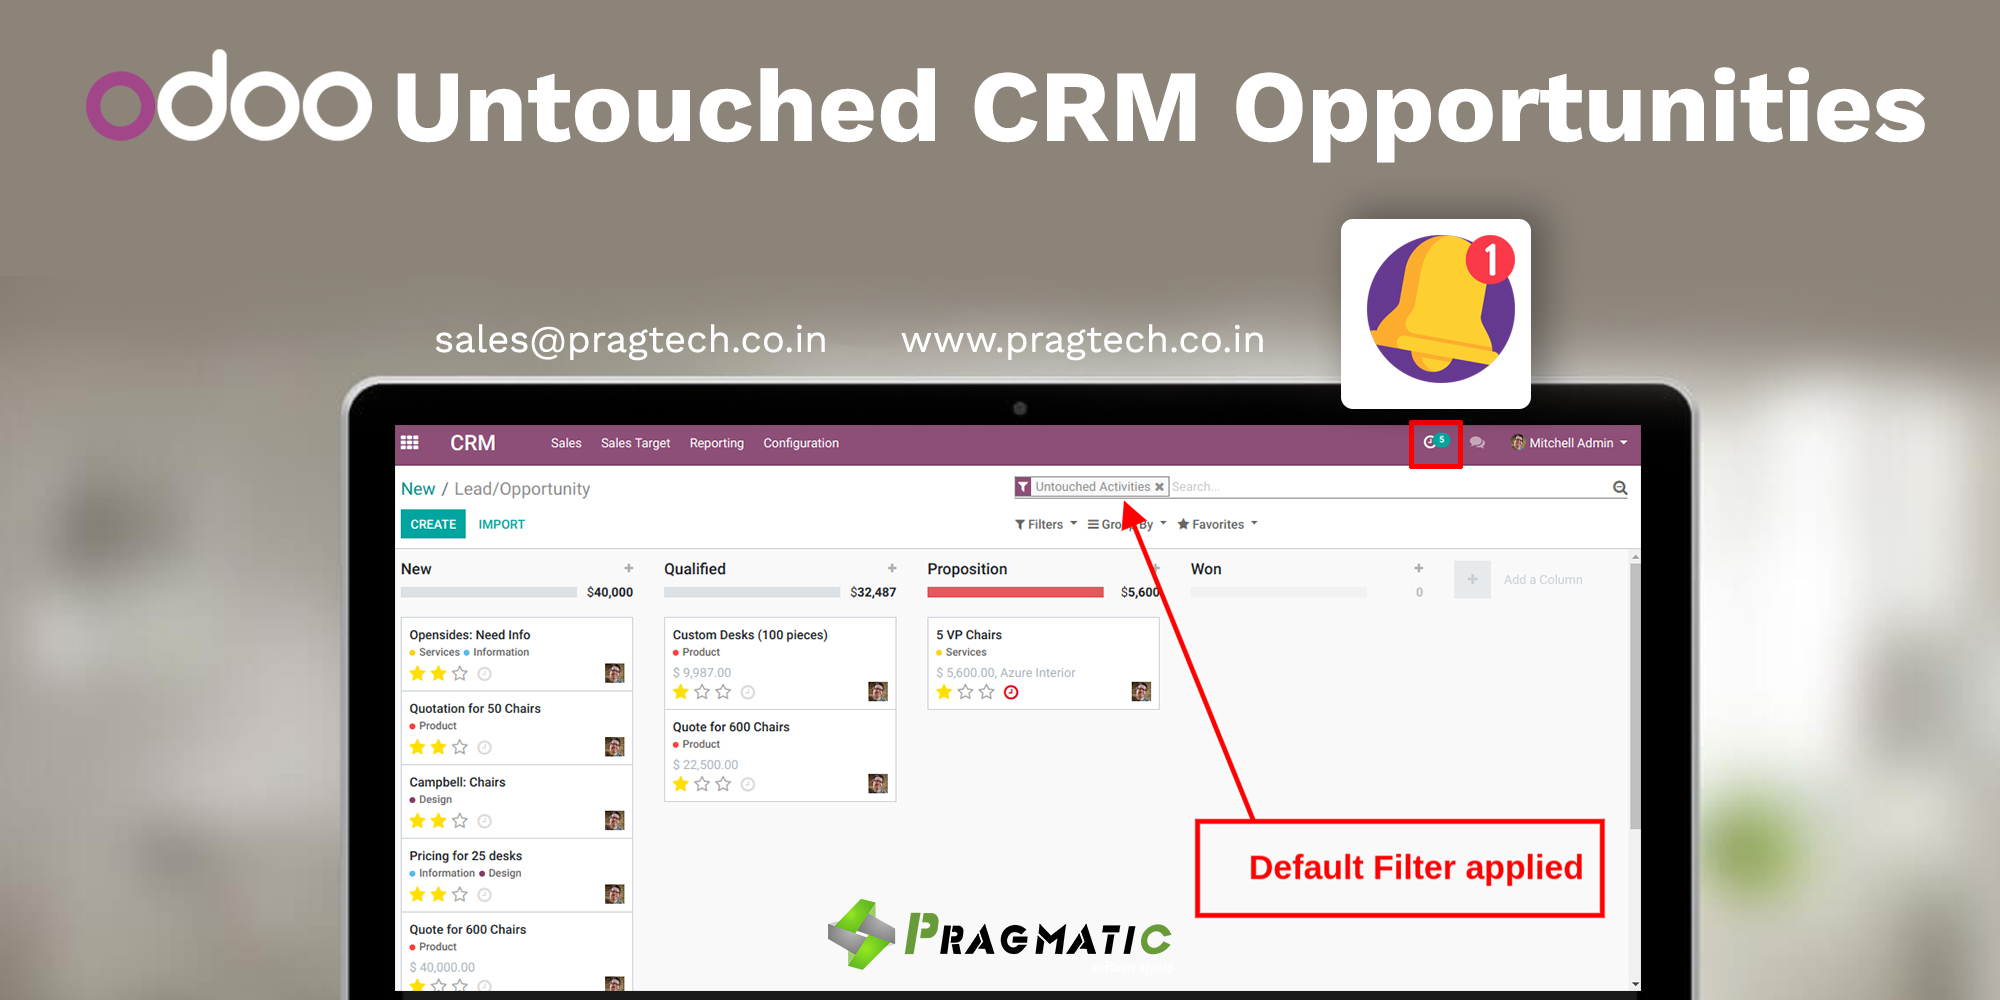 odoo Untouched CRM Opportunities
1
sales@pragtech.co.in www.pragtech.co.in
CRM Sales Sales Target Reporting Configuration 5 Mitchell Admin
New / Lead/Opportunity Untouched Activities Search...
CREATE IMPORT Filters Group By Favorites
New + Qualified + Proposition + Won + + Add a Column
$40,000 $32,487 $5,600 0
Opensides: Need Info
Services Information
Quotation for 50 Chairs
Product
Campbell: Chairs
Design
Pricing for 25 desks
Information Design
Quote for 600 Chairs
Product
$ 40,000.00
Custom Desks (100 pieces)
Product
$ 9,987.00
Quote for 600 Chairs
Product
$ 22,500.00
5 VP Chairs
Services
$ 5,600.00, Azure Interior
Default Filter applied
PRAGMATIC